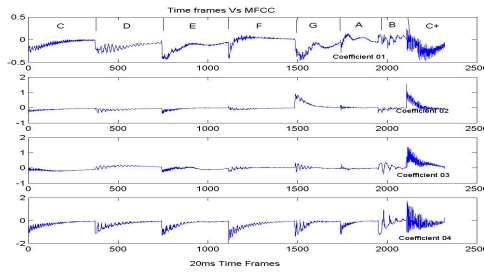 Time frames Vs MFCC
C D E F G A B C+
0.5
0
-0.5
Coefficient 01
0 500 1000 1500 2000 2500
2
1
0
-1
Coefficient 02
0 500 1000 1500 2000 2500
2
1
0
-1
Coefficient 03
0 500 1000 1500 2000 2500
2
0
-2
Coefficient 04
0 500 1000 1500 2000 2500
20ms Time Frames